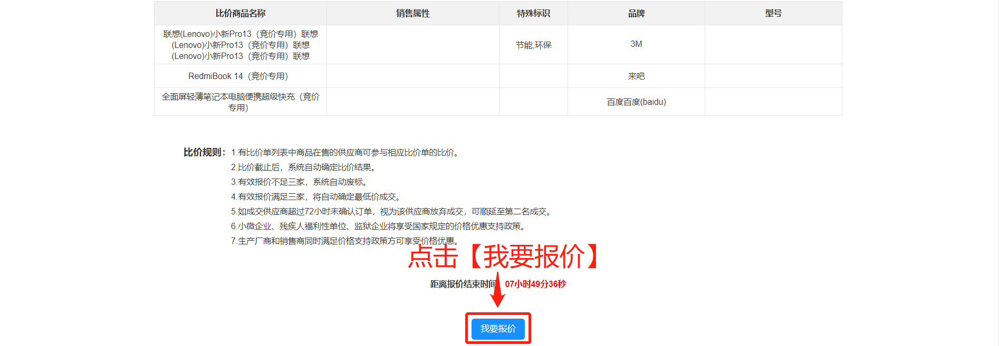 比价商品名称 销售属性 特殊标识 品牌 型号
联想(Lenovo)小新Pro13（竞价专用）联想
(Lenovo)小新Pro13（竞价专用）联想
(Lenovo)小新Pro13（竞价专用）联想
节能,环保
3M
RedmiBook 14（竞价专用）
来吧
全面屏轻薄笔记本电脑便携超级快充（竞价
专用）
百度百度(baidu)
比价规则：1.有比价单列表中商品在售的供应商可参与相应比价单的比价。
2.比价截止后，系统自动确定比价结果。
3.有效报价不足三家，系统自动废标。
4.有效报价满足三家，将自动确定最低价成交。
5.如成交供应商超过72小时未确认订单，视为该供应商放弃成交，可顺延至第二名成交。
6.小微企业、残疾人福利性单位、监狱企业将享受国家规定的价格优惠支持政策。
7.生产厂商和销售商同时满足价格支持政策方可享受价格优惠。
点击【我要报价】
距离报价结束时间 07小时49分36秒
我要报价